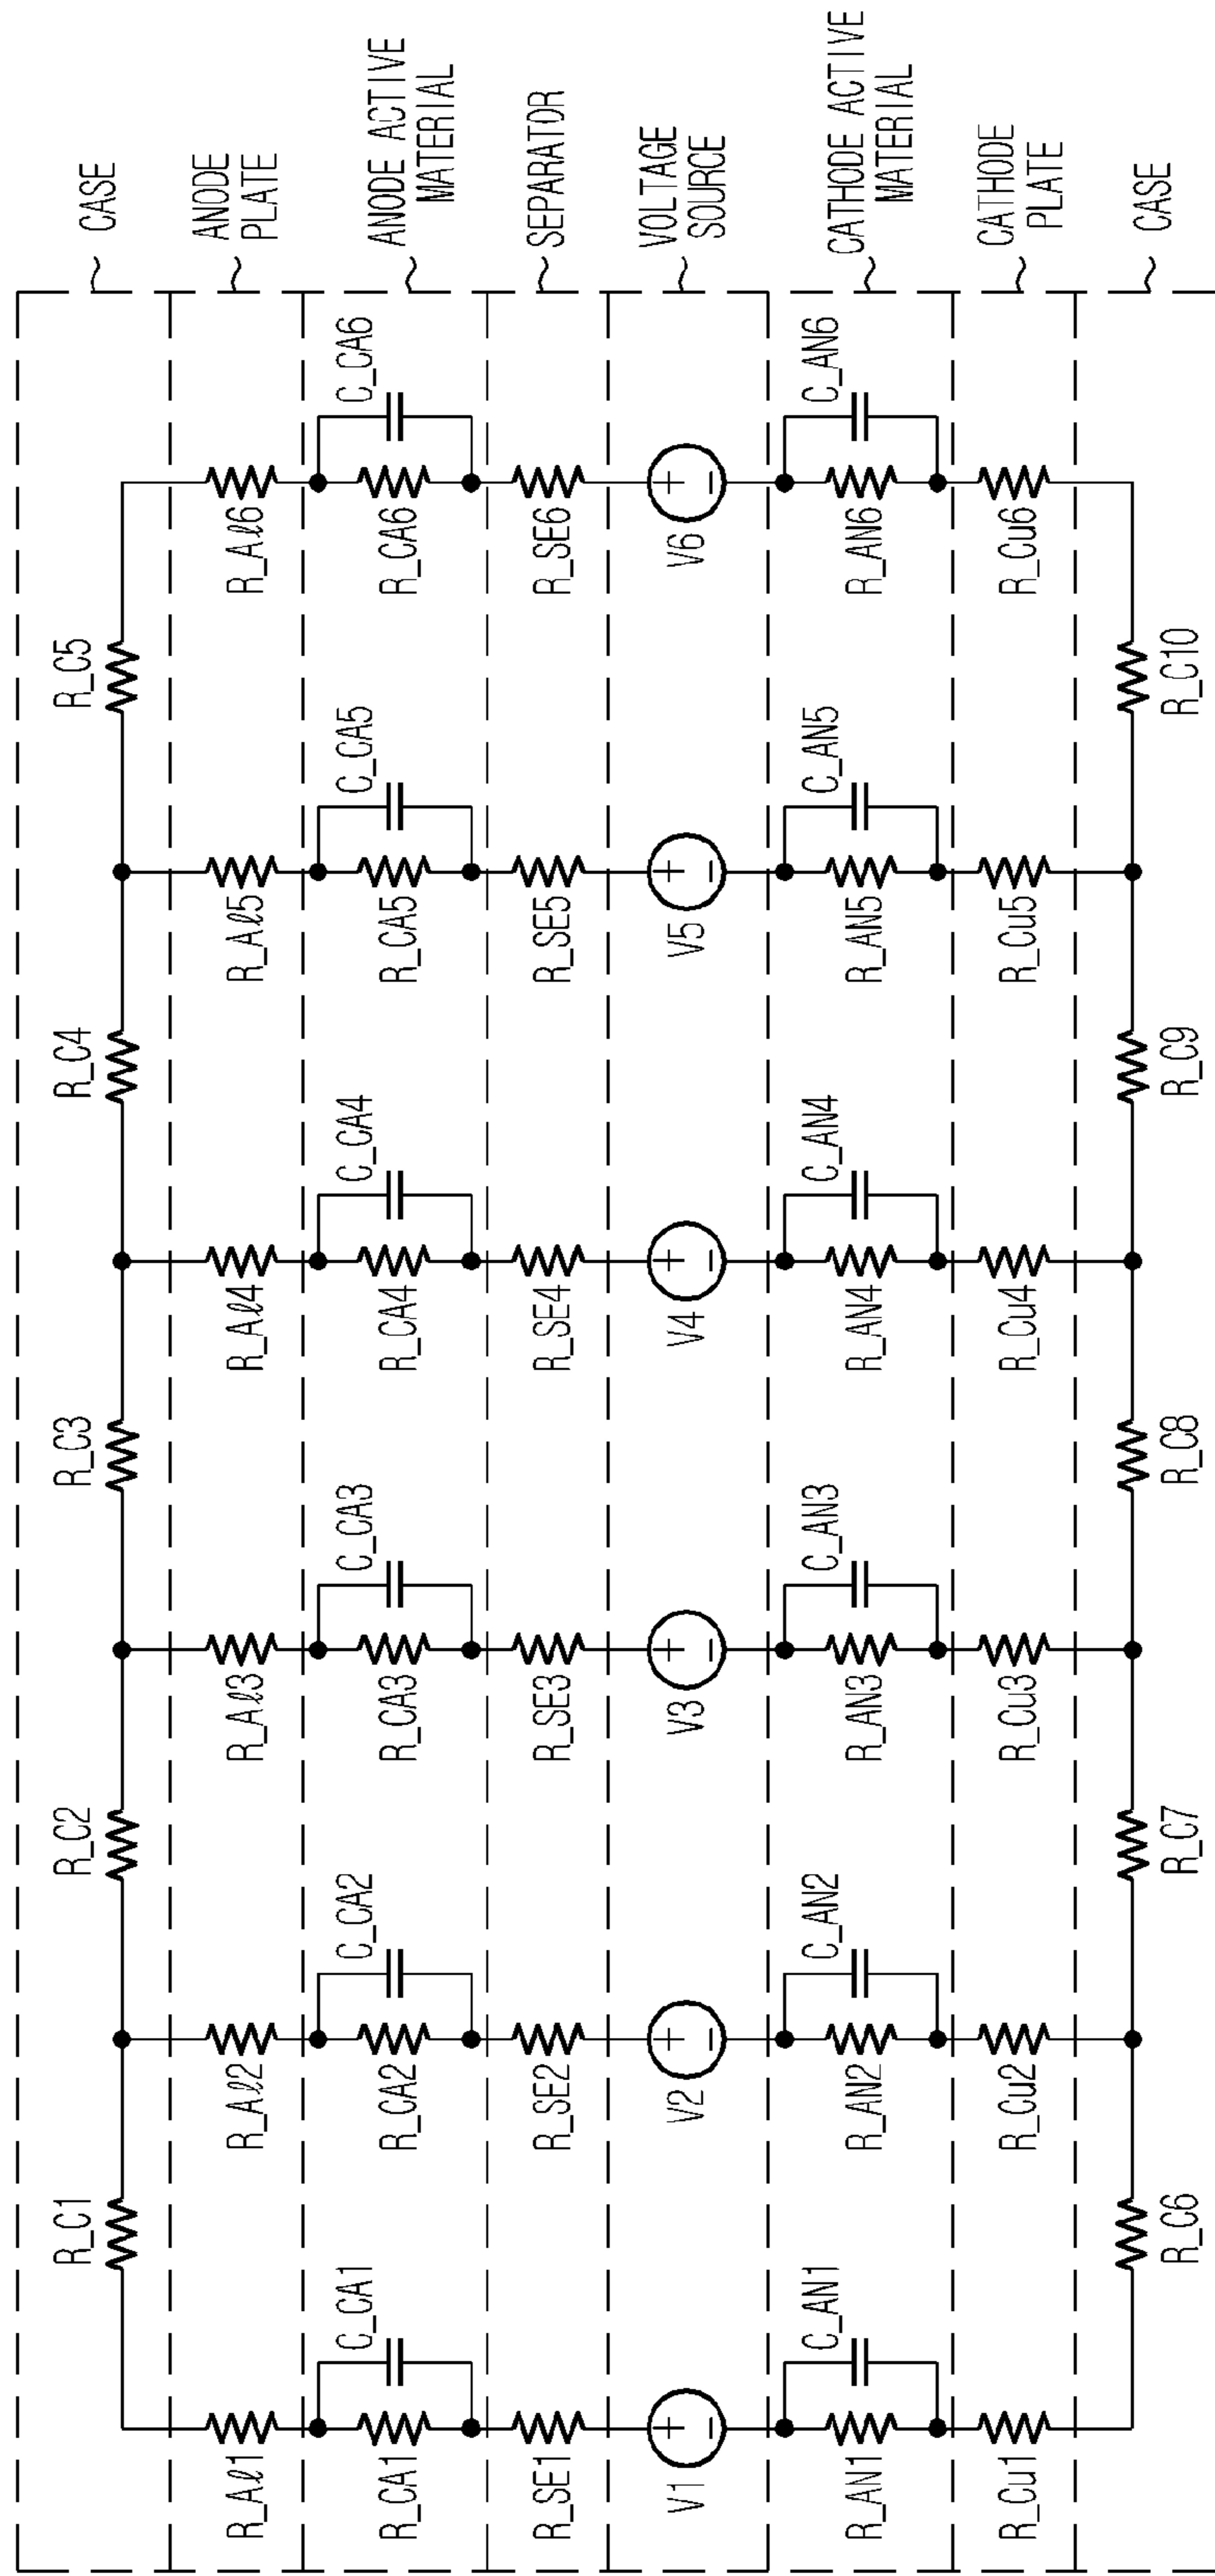 R_C1
R_C2
R_C3
R_C4
R_C5
CASE
R_Aℓ1
R_Aℓ2
R_Aℓ3
R_Aℓ4
R_Aℓ5
R_Aℓ6
ANODE
PLATE
C_CA1
C_CA2
C_CA3
C_CA4
C_CA5
C_CA6
R_CA1
R_CA2
R_CA3
R_CA4
R_CA5
R_CA6
ANODE ACTIVE
MATERIAL
R_SE1
R_SE2
R_SE3
R_SE4
R_SE5
R_SE6
SEPARATOR
V1
V2
V3
V4
V5
V6
VOLTAGE
SOURCE
C_AN1
C_AN2
C_AN3
C_AN4
C_AN5
C_AN6
R_AN1
R_AN2
R_AN3
R_AN4
R_AN5
R_AN6
CATHODE ACTIVE
MATERIAL
R_Cu1
R_Cu2
R_Cu3
R_Cu4
R_Cu5
R_Cu6
CATHODE
PLATE
R_C6
R_C7
R_C8
R_C9
R_C10
CASE